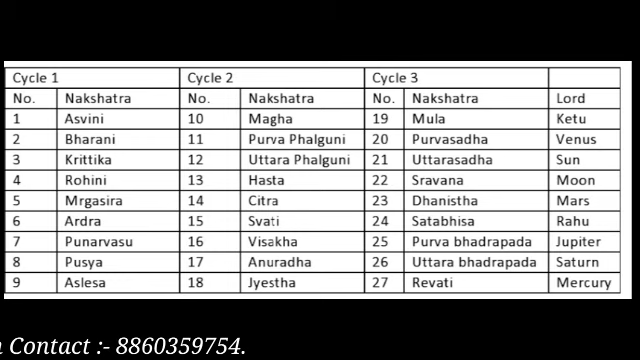 Cycle 1 Cycle 2 Cycle 3
No. Nakshatra No. Nakshatra No. Nakshatra Lord
1 Asvini 10 Magha 19 Mula Ketu
2 Bharani 11 Purva Phalguni 20 Purvasadha Venus
3 Krittika 12 Uttara Phalguni 21 Uttarasadha Sun
4 Rohini 13 Hasta 22 Sravana Moon
5 Mrgasira 14 Citra 23 Dhanistha Mars
6 Ardra 15 Svati 24 Satabhisa Rahu
7 Punarvasu 16 Visakha 25 Purva bhadrapada Jupiter
8 Pusya 17 Anuradha 26 Uttara bhadrapada Saturn
9 Aslesa 18 Jyestha 27 Revati Mercury
Contact :- 8860359754.